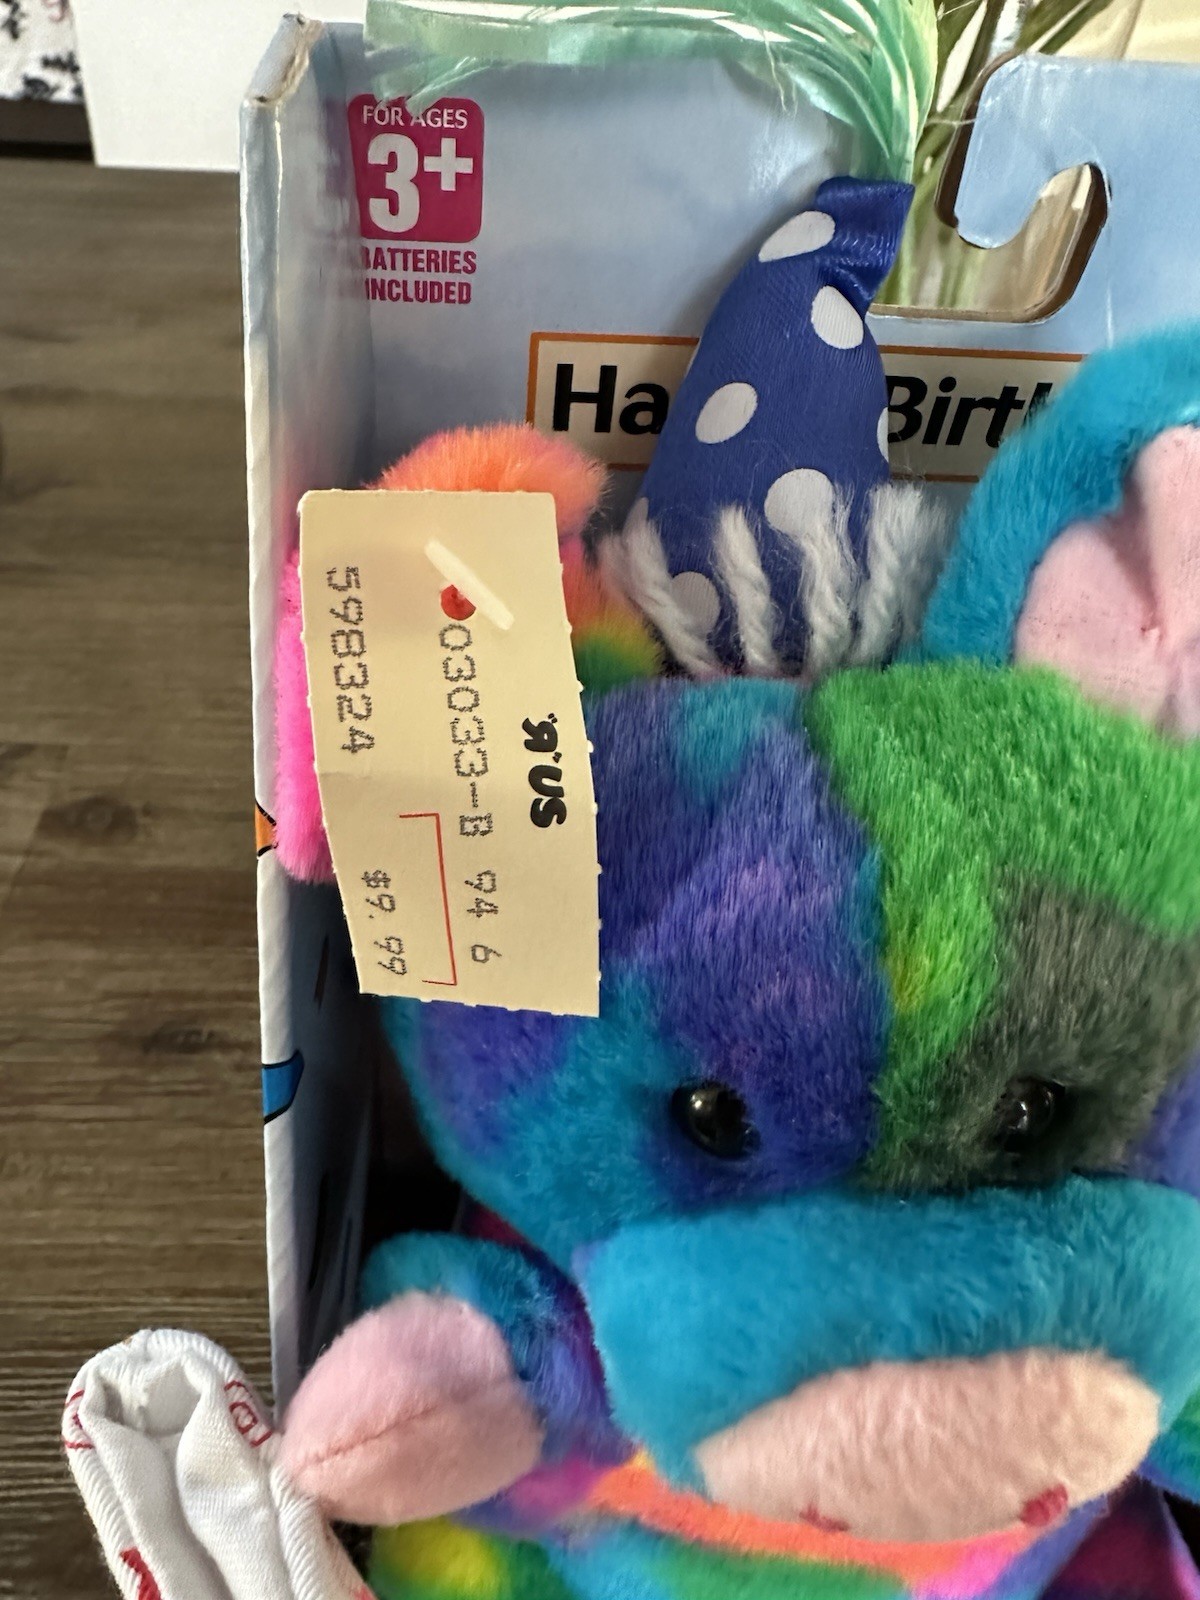 FOR AGES
3+
BATTERIES
INCLUDED
Ha Birt
"R"US
03033-B 94 6
598324
$9.99